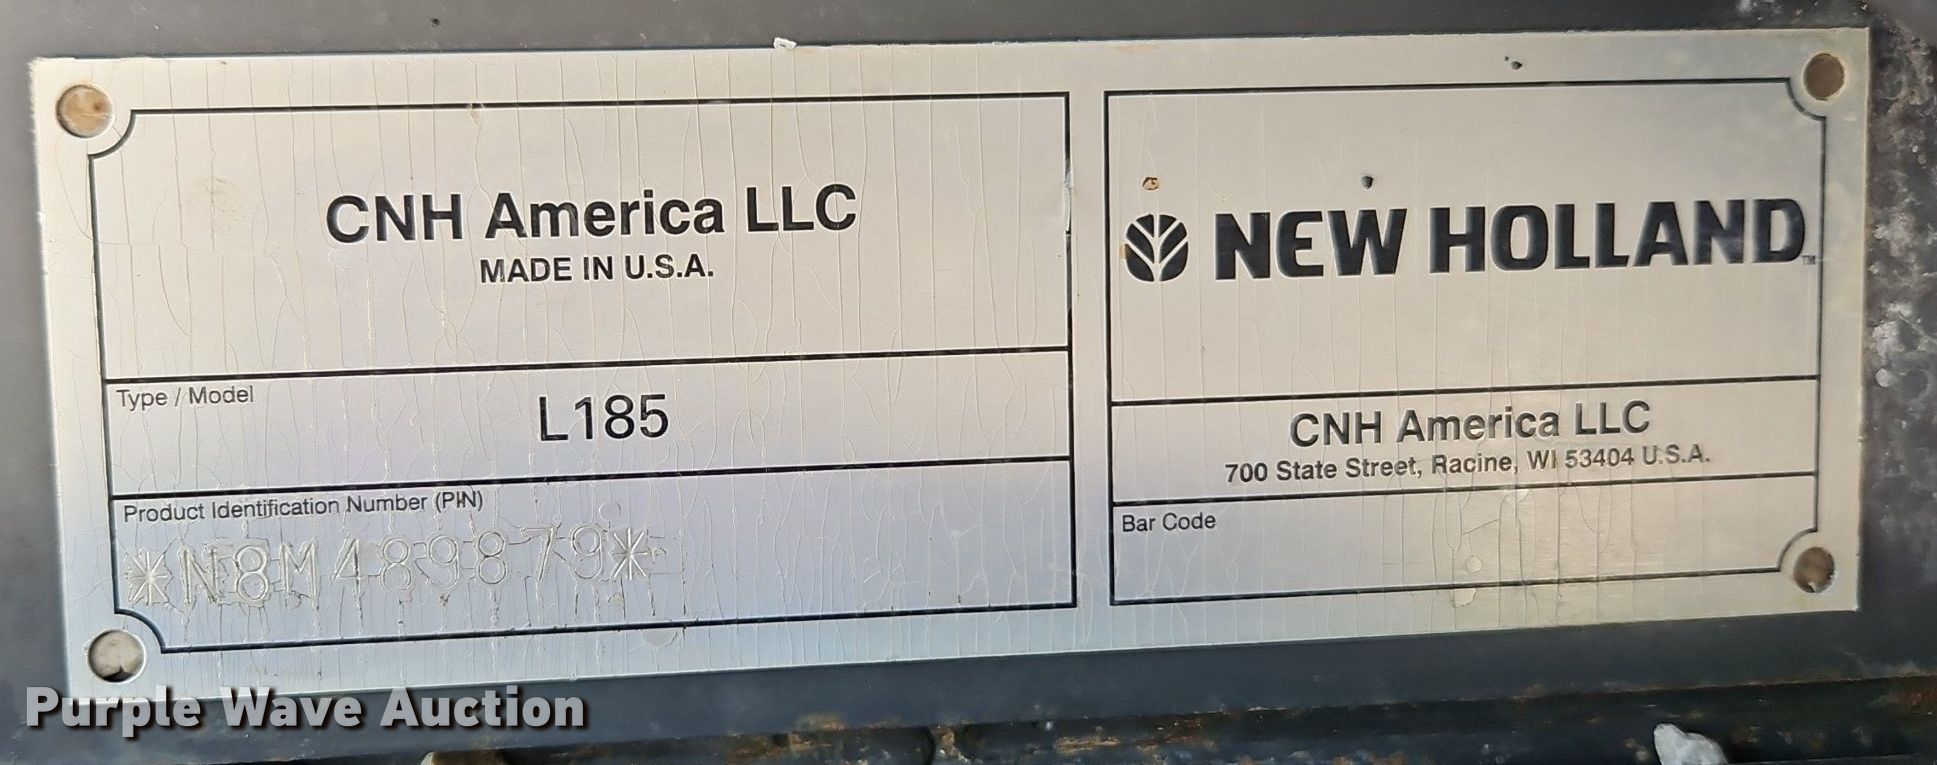 CNH America LLC
MADE IN U.S.A.
Type / Model
L185
Product Identification Number (PIN)
*N8M489879*
NEW HOLLAND™
CNH America LLC
700 State Street, Racine, WI 53404 U.S.A.
Bar Code
Purple Wave Auction